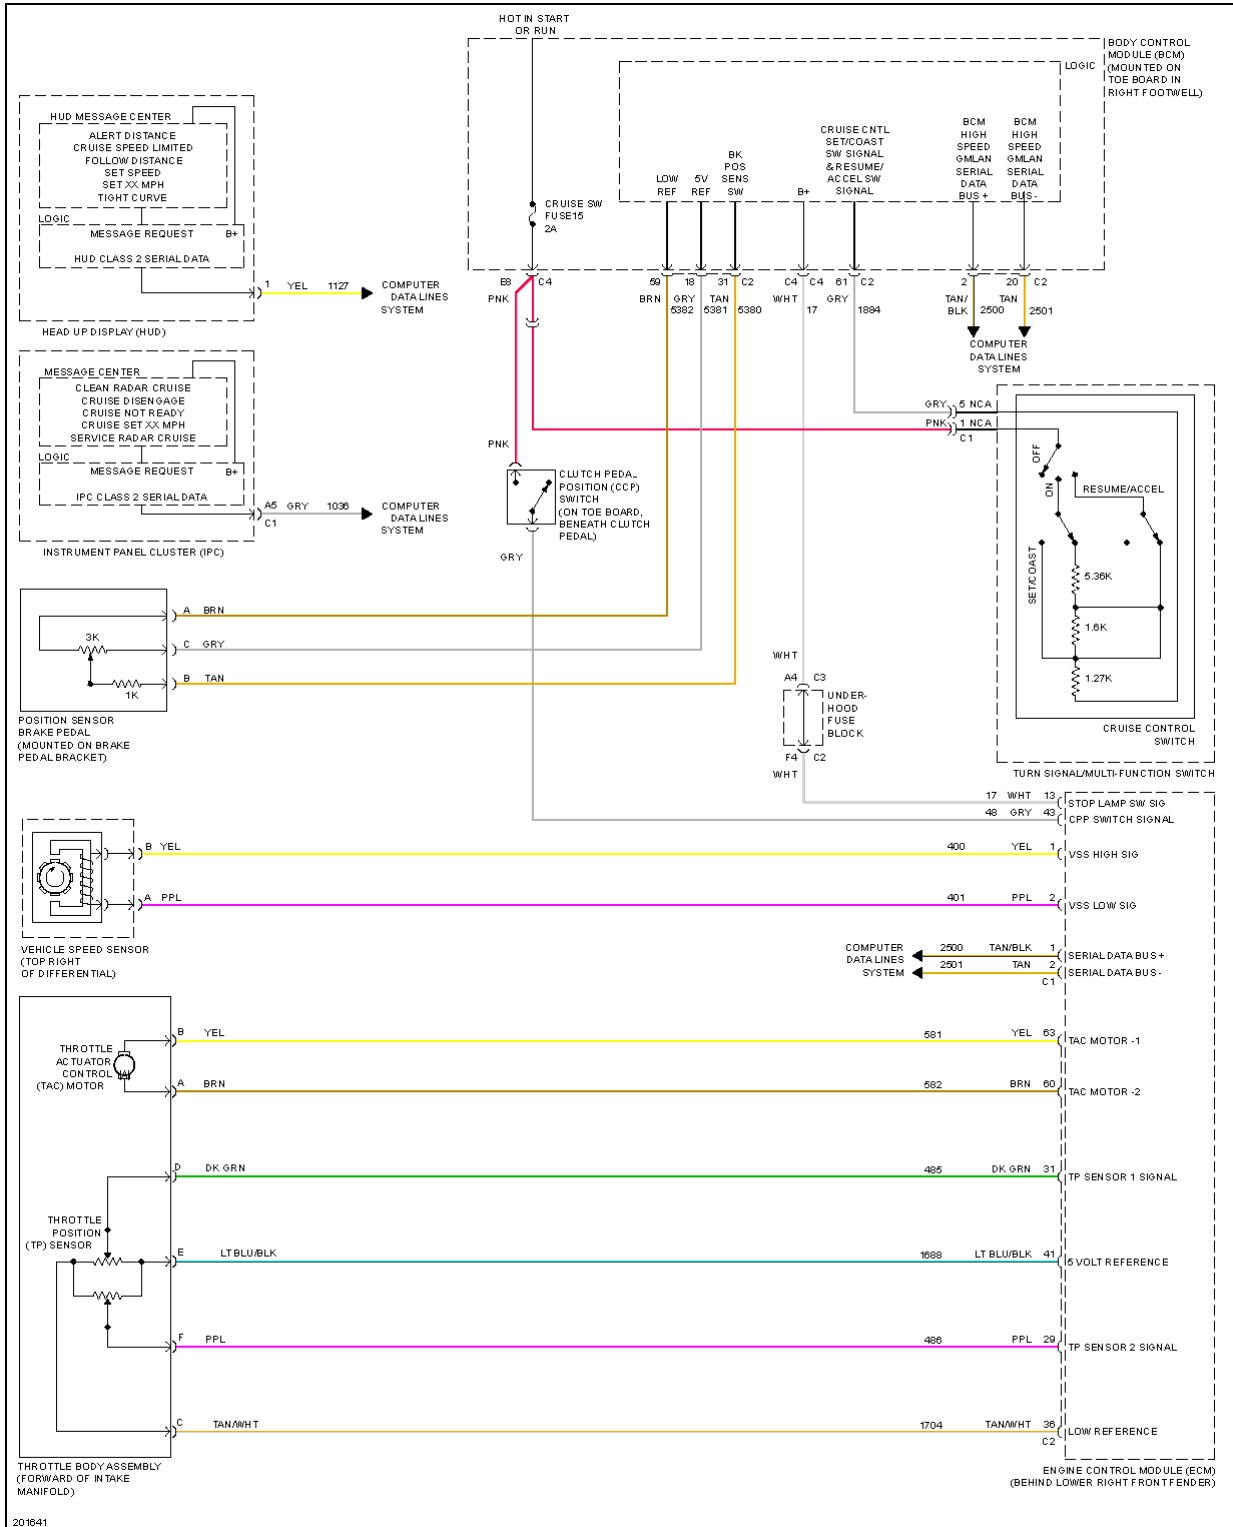 HOT IN START
OR RUN
BODY CONTROL
MODULE (BCM)
(MOUNTED ON
TOE BOARD IN
RIGHT FOOTWELL)
LOGIC
HUD MESSAGE CENTER
ALERT DISTANCE
CRUISE SPEED LIMITED
FOLLOW DISTANCE
SET SPEED
SET XX MPH
TIGHT CURVE
LOGIC
MESSAGE REQUEST B+
HUD CLASS 2 SERIAL DATA
1 YEL 1127
COMPUTER
DATA LINES
SYSTEM
HEAD UP DISPLAY (HUD)
CRUISE SW
FUSE15
2A
LOW
REF
5V
REF
BK
POS
SENS
SW
B+
CRUISE CNTL
SET/COAST
SW SIGNAL
& RESUME/
ACCEL SW
SIGNAL
BCM
HIGH
SPEED
GMLAN
SERIAL
DATA
BUS +
BCM
HIGH
SPEED
GMLAN
SERIAL
DATA
BUS -
E8 C4 59 18 31 C2 C4 C4 61 C2 2 20 C2
PNK BRN GRY TAN WHT GRY TAN/
BLK TAN
5382 5381 5380 17 1884 2500 2501
COMPUTER
DATA LINES
SYSTEM
MESSAGE CENTER
CLEAN RADAR CRUISE
CRUISE DISENGAGE
CRUISE NOT READY
CRUISE SET XX MPH
SERVICE RADAR CRUISE
LOGIC
MESSAGE REQUEST B+
IPC CLASS 2 SERIAL DATA
A5 GRY 1036
C1
COMPUTER
DATA LINES
SYSTEM
INSTRUMENT PANEL CLUSTER (IPC)
PNK
CLUTCH PEDAL
POSITION (CCP)
SWITCH
(ON TOE BOARD,
BENEATH CLUTCH
PEDAL)
GRY
GRY 5 NCA
PNK 1 NCA
C1
OFF
ON
RESUME/ACCEL
SET/COAST
5.36K
1.6K
1.27K
CRUISE CONTROL
SWITCH
TURN SIGNAL/MULTI-FUNCTION SWITCH
A BRN
3K
C GRY
B TAN
1K
POSITION SENSOR
BRAKE PEDAL
(MOUNTED ON BRAKE
PEDAL BRACKET)
WHT
A4 C3
UNDER-
HOOD
FUSE
BLOCK
F4 C2
WHT
17 WHT 13 STOP LAMP SW SIG
48 GRY 43 CPP SWITCH SIGNAL
B YEL 400 YEL 1 VSS HIGH SIG
A PPL 401 PPL 2 VSS LOW SIG
VEHICLE SPEED SENSOR
(TOP RIGHT
OF DIFFERENTIAL)
COMPUTER
DATA LINES
SYSTEM
2500 TAN/BLK 1 SERIAL DATA BUS +
2501 TAN 2 SERIAL DATA BUS -
C1
THROTTLE
ACTUATOR
CONTROL
(TAC) MOTOR
B YEL 581 YEL 63 TAC MOTOR -1
A BRN 582 BRN 60 TAC MOTOR -2
D DK GRN 485 DK GRN 31 TP SENSOR 1 SIGNAL
THROTTLE
POSITION
(TP) SENSOR
E LT BLU/BLK 1688 LT BLU/BLK 41 5 VOLT REFERENCE
F PPL 486 PPL 29 TP SENSOR 2 SIGNAL
C TAN/WHT 1704 TAN/WHT 36 LOW REFERENCE
C2
THROTTLE BODY ASSEMBLY
(FORWARD OF INTAKE
MANIFOLD)
ENGINE CONTROL MODULE (ECM)
(BEHIND LOWER RIGHT FRONT FENDER)
201641